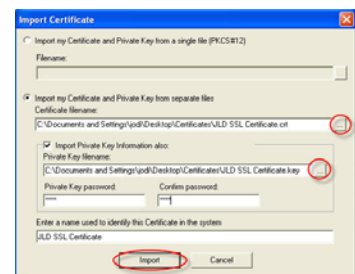 Import Certificate
Import my Certificate and Private Key from a single file (PKCS#12)
Filename:
Import my Certificate and Private Key from separate files
Certificate filename:
C:\Documents and Settings\jodi\Desktop\Certificates\JLD SSL Certificate.crt
Import Private Key Information also:
Private Key filename:
C:\Documents and Settings\jodi\Desktop\Certificates\JLD SSL Certificate.key
Private Key password: Confirm password:
**** ****
Enter a name used to identify this Certificate in the system
JLD SSL Certificate
Import Cancel